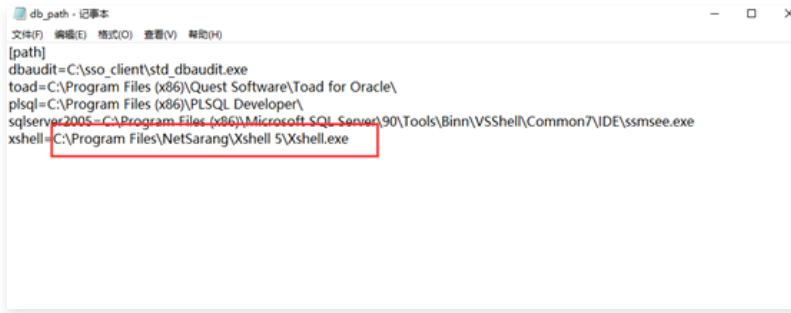 db_path - 记事本
文件(F) 编辑(E) 格式(O) 查看(V) 帮助(H)
[path]
dbaudit=C:\sso_client\std_dbaudit.exe
toad=C:\Program Files (x86)\Quest Software\Toad for Oracle\
plsql=C:\Program Files (x86)\PLSQL Developer\
sqlserver2005=C:\Program Files (x86)\Microsoft SQL Server\90\Tools\Binn\VSShell\Common7\IDE\ssmsee.exe
xshell=C:\Program Files\NetSarang\Xshell 5\Xshell.exe